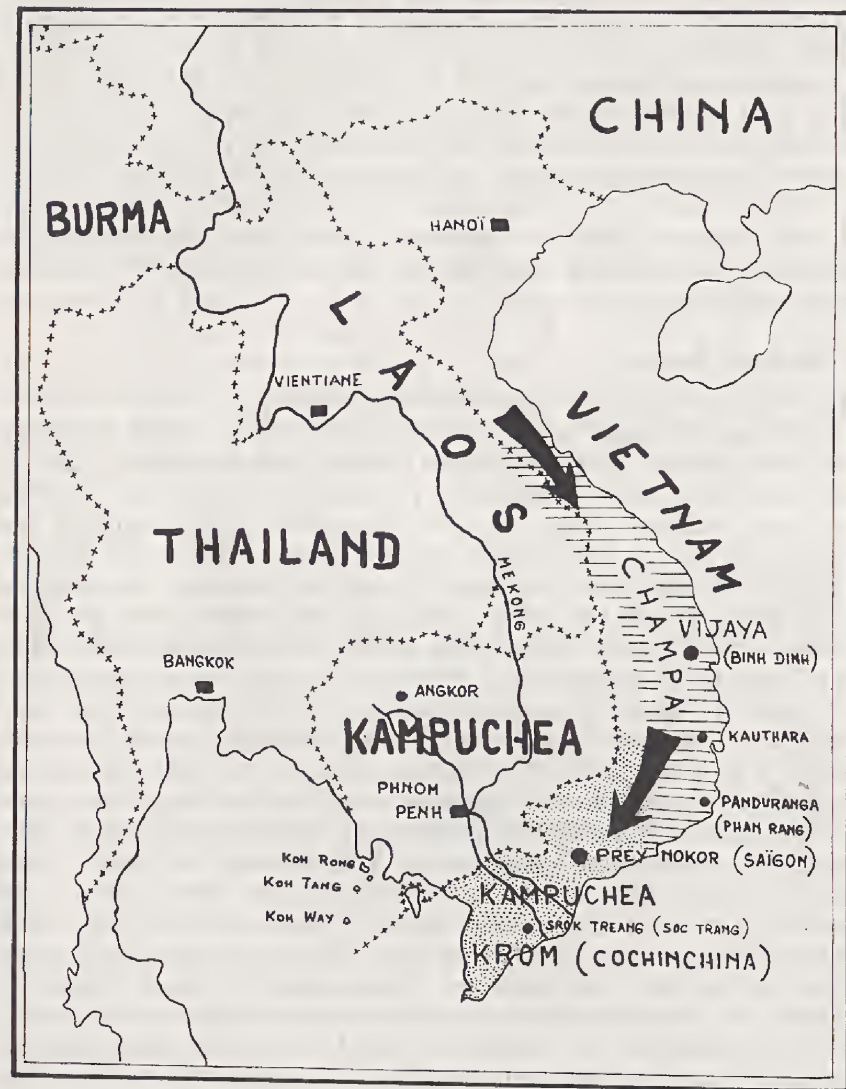 CHINA
BURMA
HANOÏ
LAOS
VIENTIANE
VIETNAM
THAILAND
MEKONG
CHAMPA
VIJAYA
(BINH DINH)
BANGKOK
ANGKOR
KAMPUCHEA
KAUTHARA
PHNOM
PENH
PANDURANGA
(PHAN RANG)
PREY NOKOR (SAÏGON)
KOH RONG
KOH TANG
KOH WAY
KAMPUCHEA
SROK TREANG (SOC TRANG)
KROM (COCHINCHINA)